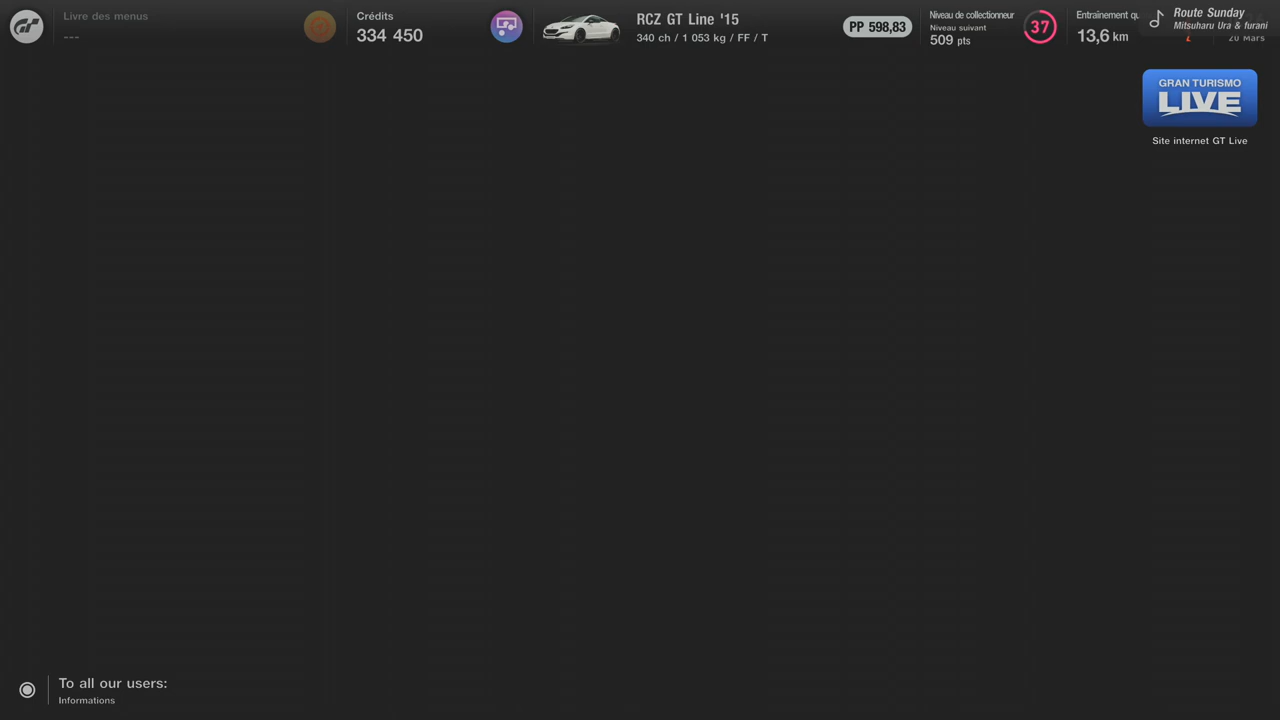 Livre des menus
---
Crédits
334 450
RCZ GT Line '15
340 ch / 1 053 kg / FF / T
PP 598,83
Niveau de collectionneur
Niveau suivant
509 pts
37
Entraînement
13,6 km
Route Sunday
Mitsuharu Ura & furani
20 Mars
GRAN TURISMO
LIVE
Site internet GT Live
To all our users:
Informations